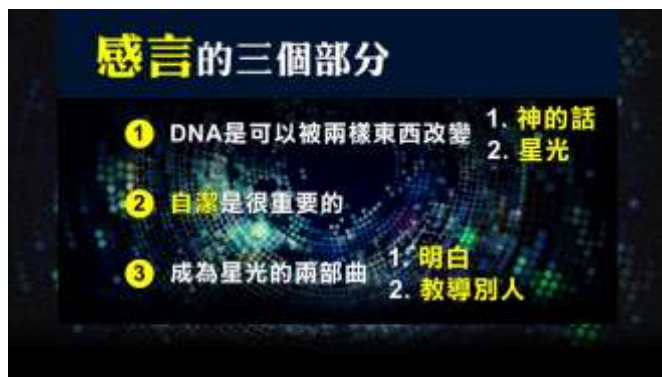 感言的三個部分
1 DNA是可以被兩樣東西改變 1. 神的話
2. 星光
2 自潔是很重要的
3 成為星光的兩部曲 1. 明白
2. 教導別人